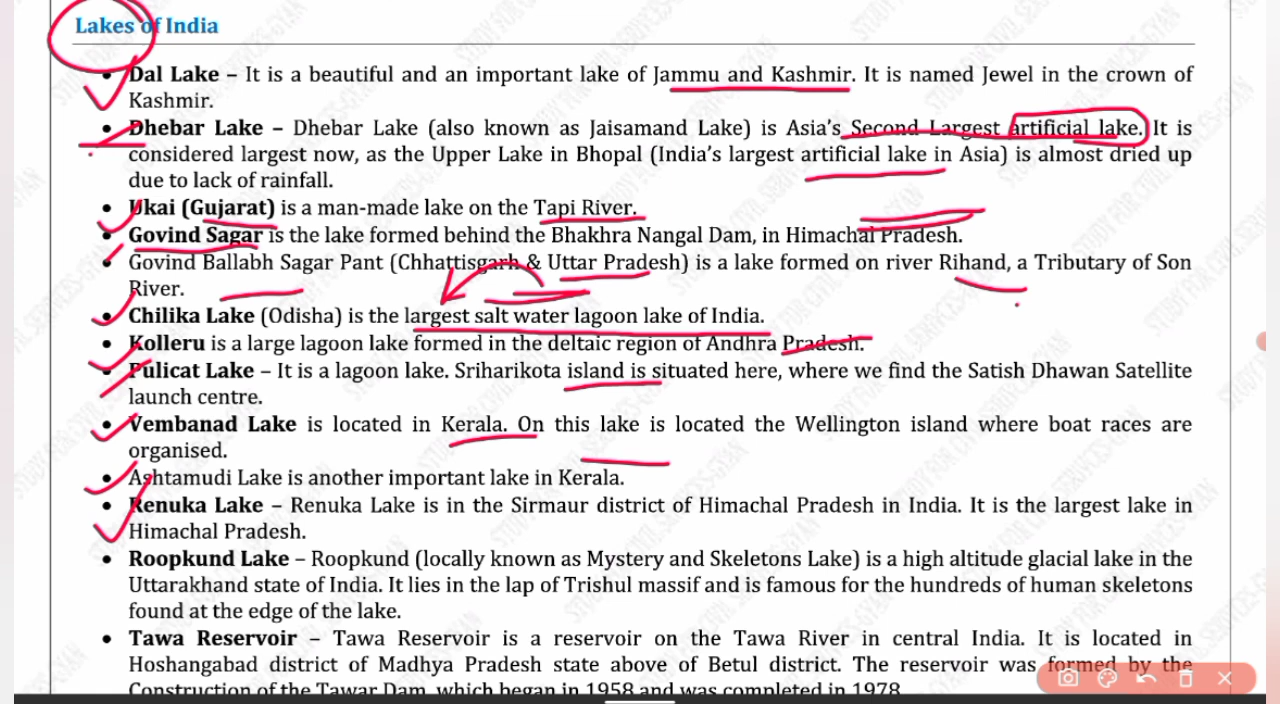 Lakes of India
• Dal Lake – It is a beautiful and an important lake of Jammu and Kashmir. It is named Jewel in the crown of
Kashmir.
• Dhebar Lake – Dhebar Lake (also known as Jaisamand Lake) is Asia's Second Largest artificial lake. It is
considered largest now, as the Upper Lake in Bhopal (India's largest artificial lake in Asia) is almost dried up
due to lack of rainfall.
• Ukai (Gujarat) is a man-made lake on the Tapi River.
• Govind Sagar is the lake formed behind the Bhakhra Nangal Dam, in Himachal Pradesh.
• Govind Ballabh Sagar Pant (Chhattisgarh & Uttar Pradesh) is a lake formed on river Rihand, a Tributary of Son
River.
• Chilika Lake (Odisha) is the largest salt water lagoon lake of India.
• Kolleru is a large lagoon lake formed in the deltaic region of Andhra Pradesh.
• Pulicat Lake – It is a lagoon lake. Sriharikota island is situated here, where we find the Satish Dhawan Satellite
launch centre.
• Vembanad Lake is located in Kerala. On this lake is located the Wellington island where boat races are
organised.
• Ashtamudi Lake is another important lake in Kerala.
• Renuka Lake – Renuka Lake is in the Sirmaur district of Himachal Pradesh in India. It is the largest lake in
Himachal Pradesh.
• Roopkund Lake – Roopkund (locally known as Mystery and Skeletons Lake) is a high altitude glacial lake in the
Uttarakhand state of India. It lies in the lap of Trishul massif and is famous for the hundreds of human skeletons
found at the edge of the lake.
• Tawa Reservoir – Tawa Reservoir is a reservoir on the Tawa River in central India. It is located in
Hoshangabad district of Madhya Pradesh state above of Betul district. The reservoir was formed by the
Construction of the Tawar Dam, which began in 1958 and was completed in 1978.